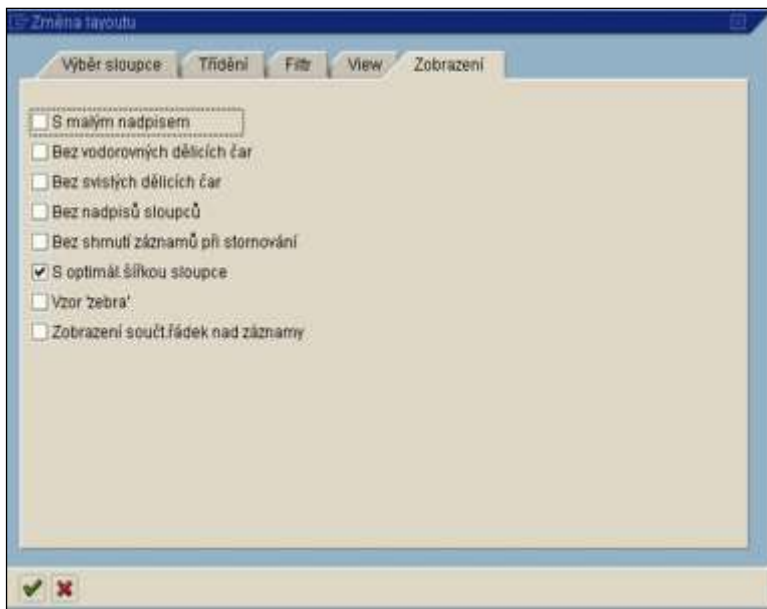 Změna layoutu
Výběr sloupce Třídění Filtr View Zobrazení
S malým nadpisem
Bez vodorovných dělicích čar
Bez svislých dělicích čar
Bez nadpisů sloupců
Bez shrnutí záznamů při stornování
S optimál.šířkou sloupce
Vzor 'zebra'
Zobrazení součt.řádek nad záznamy